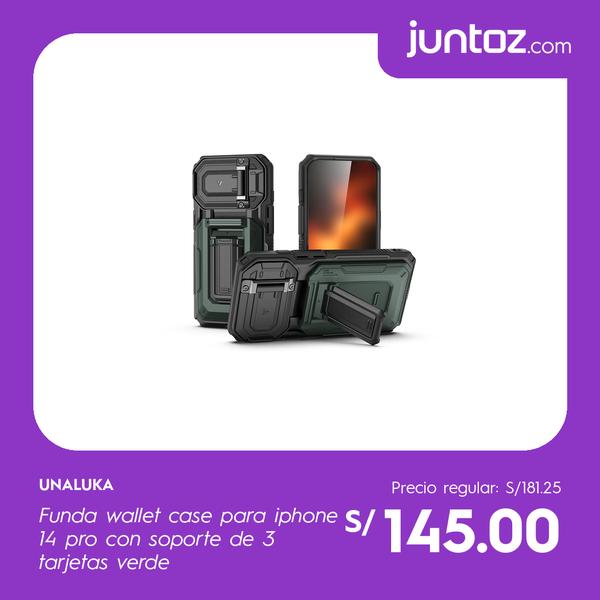 juntoz.com
UNALUKA
Funda wallet case para iphone
14 pro con soporte de 3
tarjetas verde
Precio regular: S/181.25
S/145.00